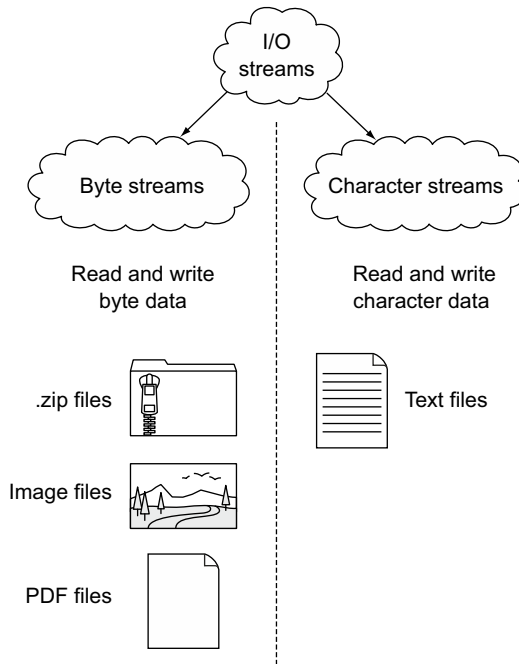 I/O
streams
Byte streams
Character streams
Read and write
byte data
Read and write
character data
.zip files
Text files
Image files
PDF files